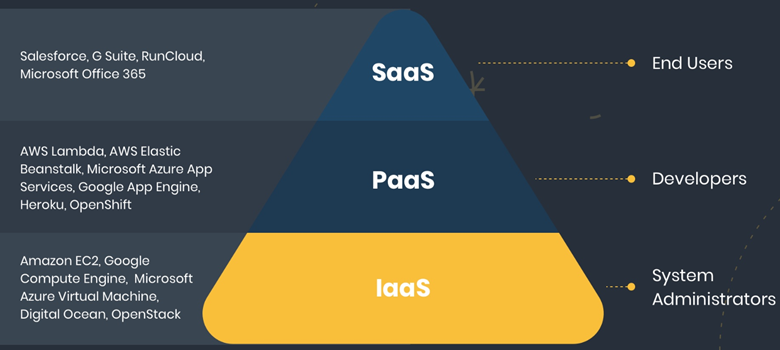 Salesforce, G Suite, RunCloud,
Microsoft Office 365
SaaS
End Users
AWS Lambda, AWS Elastic
Beanstalk, Microsoft Azure App
Services, Google App Engine,
Heroku, OpenShift
PaaS
Developers
Amazon EC2, Google
Compute Engine, Microsoft
Azure Virtual Machine,
Digital Ocean, OpenStack
IaaS
System
Administrators